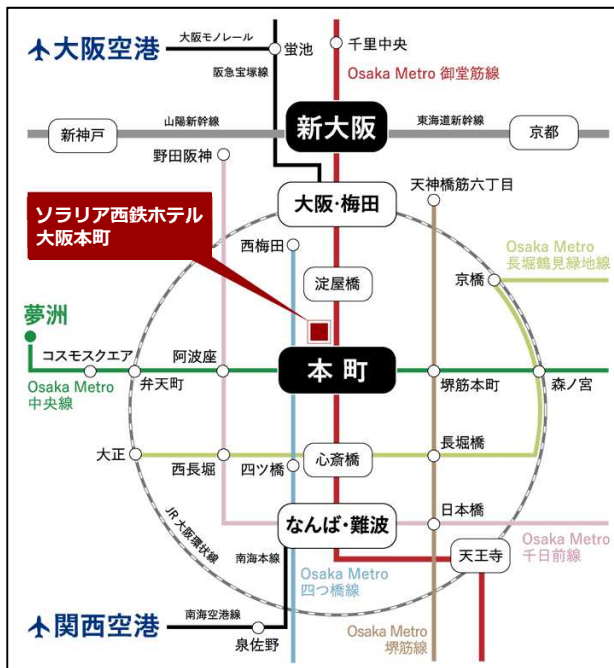 大阪空港
大阪モノレール
蛍池
千里中央
阪急宝塚線
Osaka Metro 御堂筋線
山陽新幹線
東海道新幹線
新神戸
新大阪
京都
野田阪神
大阪・梅田
天神橋筋六丁目
ソラリア西鉄ホテル
大阪本町
西梅田
淀屋橋
京橋
Osaka Metro
長堀鶴見緑地線
夢洲
コスモスクエア
阿波座
本町
Osaka Metro
中央線
弁天町
堺筋本町
森ノ宮
大正
西長堀
四ツ橋
心斎橋
長堀橋
JR大阪環状線
なんば・難波
日本橋
南海本線
Osaka Metro
四つ橋線
天王寺
Osaka Metro
千日前線
関西空港
南海空港線
泉佐野
Osaka Metro
堺筋線